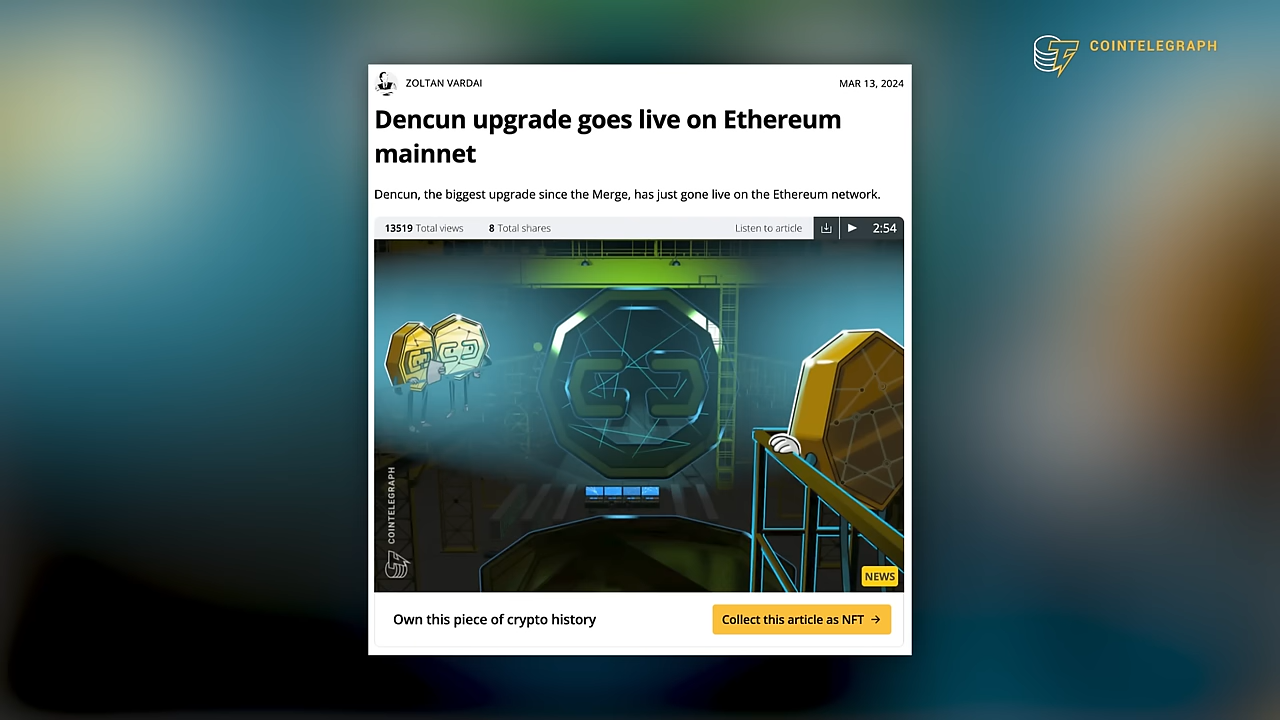 COINTELEGRAPH
ZOLTAN VARDAI
MAR 13, 2024
Dencun upgrade goes live on Ethereum
mainnet
Dencun, the biggest upgrade since the Merge, has just gone live on the Ethereum network.
13519 Total views
8 Total shares
Listen to article
2:54
COINTELEGRAPH
NEWS
Own this piece of crypto history
Collect this article as NFT →